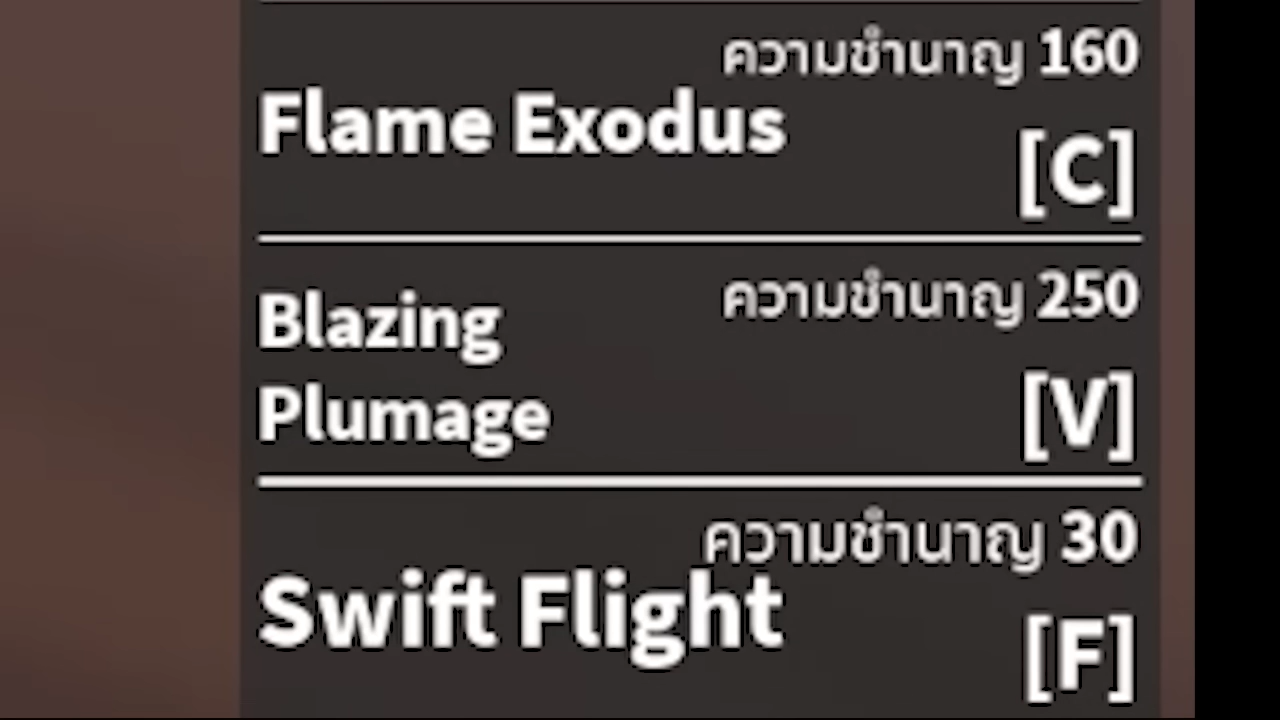 ความชำนาญ 160
Flame Exodus
[C]
ความชำนาญ 250
Blazing
Plumage
[V]
ความชำนาญ 30
Swift Flight
[F]